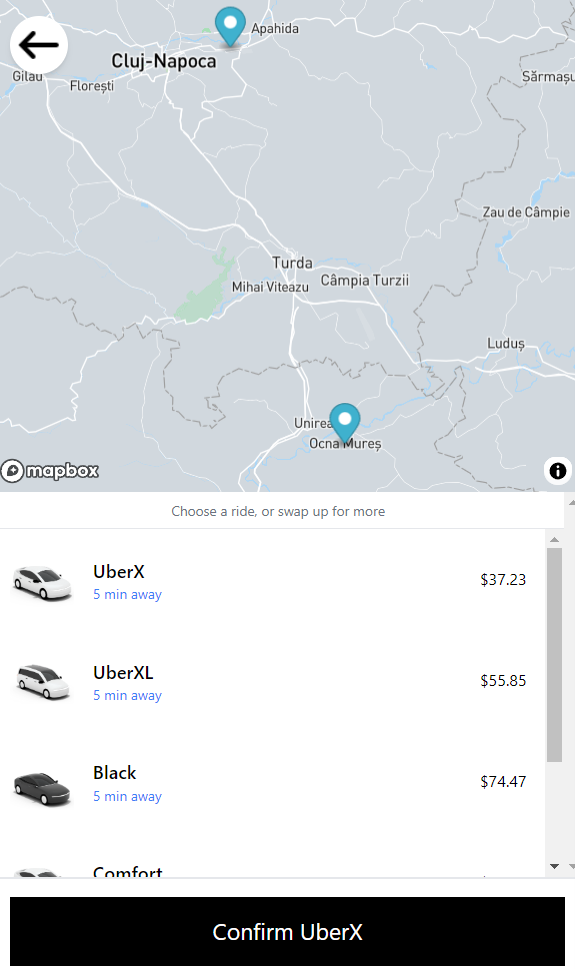 Apahida
Cluj-Napoca
Gilău
Florești
Sărmașu
Zau de Câmpie
Turda
Câmpia Turzii
Mihai Viteazu
Luduș
Unirea
Ocna Mureș
mapbox
Choose a ride, or swap up for more
UberX
5 min away
$37.23
UberXL
5 min away
$55.85
Black
5 min away
$74.47
Comfort
Confirm UberX